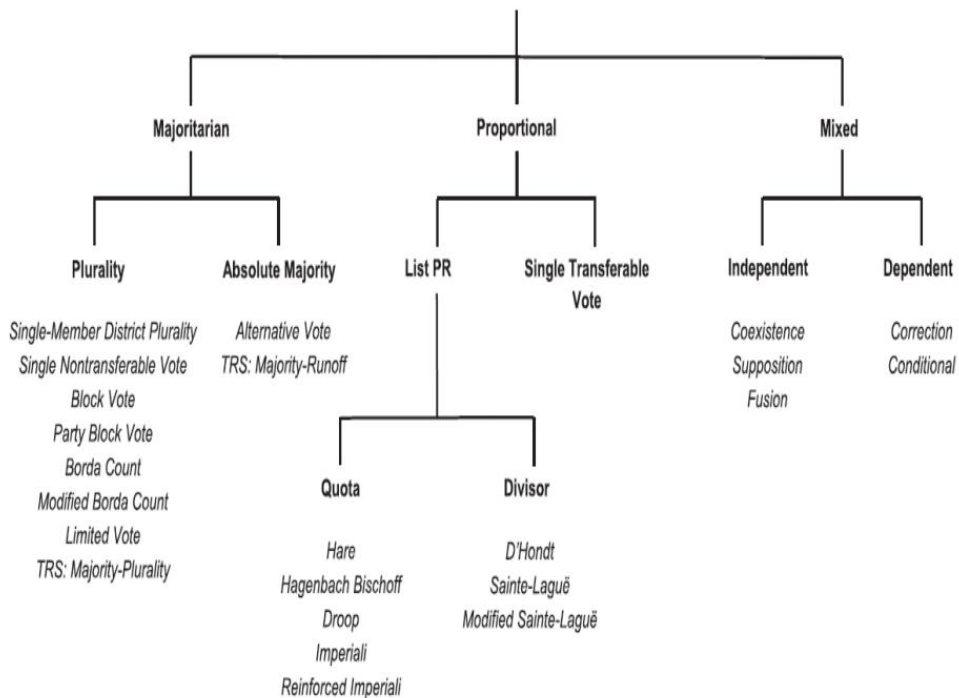 Majoritarian
Proportional
Mixed
Plurality
Absolute Majority
List PR
Single Transferable
Vote
Independent
Dependent
Single-Member District Plurality
Single Nontransferable Vote
Block Vote
Party Block Vote
Borda Count
Modified Borda Count
Limited Vote
TRS: Majority-Plurality
Alternative Vote
TRS: Majority-Runoff
Coexistence
Supposition
Fusion
Correction
Conditional
Quota
Divisor
Hare
Hagenbach Bischoff
Droop
Imperiali
Reinforced Imperiali
D'Hondt
Sainte-Laguë
Modified Sainte-Laguë